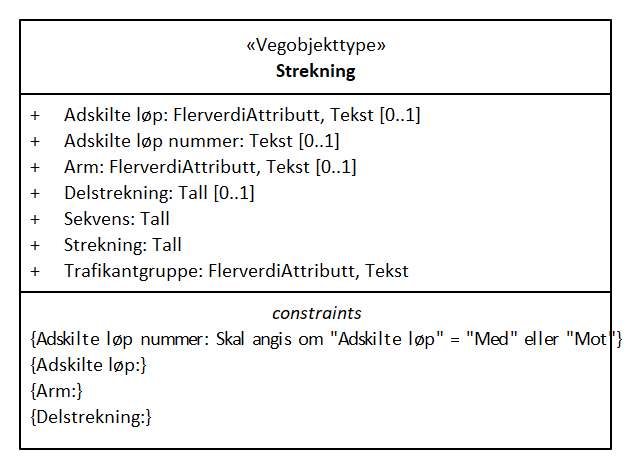 «Vegobjekttype»
Strekning
+ Adskilte løp: FlerverdiAttributt, Tekst [0..1]
+ Adskilte løp nummer: Tekst [0..1]
+ Arm: FlerverdiAttributt, Tekst [0..1]
+ Delstrekning: Tall [0..1]
+ Sekvens: Tall
+ Strekning: Tall
+ Trafikantgruppe: FlerverdiAttributt, Tekst
constraints
{Adskilte løp nummer: Skal angis om "Adskilte løp" = "Med" eller "Mot"}
{Adskilte løp:}
{Arm:}
{Delstrekning:}